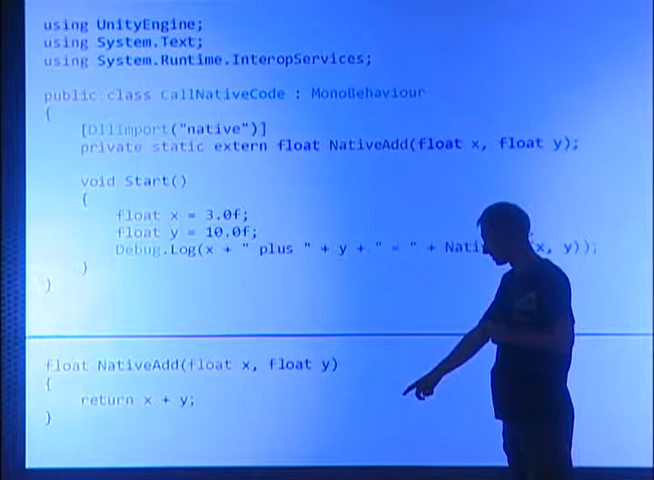 using UnityEngine;
using System.Text;
using System.Runtime.InteropServices;
public class CallNativeCode : MonoBehaviour
{
[DllImport("native")]
private static extern float NativeAdd(float x, float y);
void Start()
{
float x = 3.0f;
float y = 10.0f;
Debug.Log(x + " plus " + y + " = " + Nati x, y));
}
}
float NativeAdd(float x, float y)
{
return x + y;
}